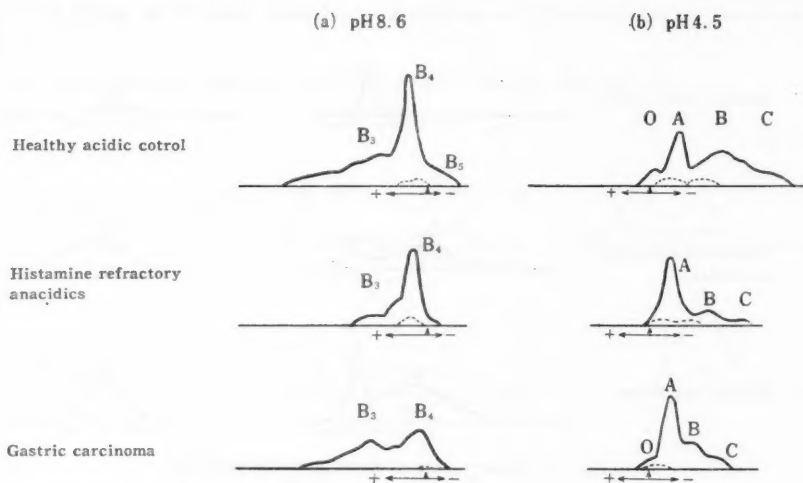 (a) pH8.6 (b) pH4.5
Healthy acidic cotrol
B₃ B₄ B₅
+ −
O A B C
+ −
Histamine refractory
anacidics
B₃ B₄
+ −
A B C
+ −
Gastric carcinoma
B₃ B₄
+ −
O A B C
+ −